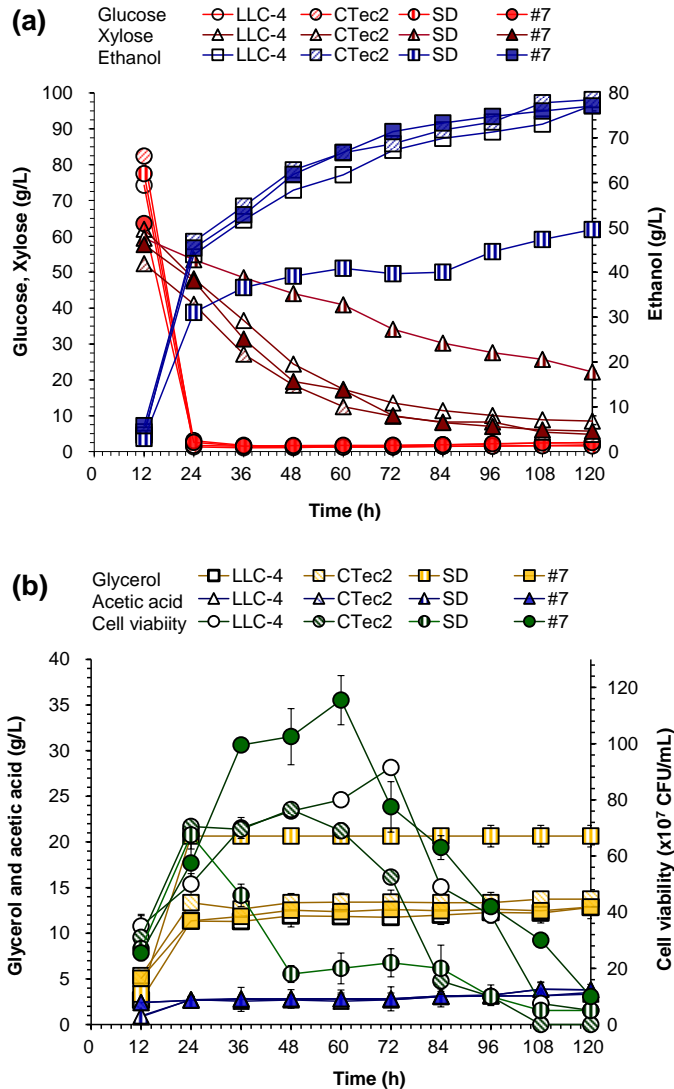 (a)
Glucose LLC-4 CTec2 SD #7
Xylose LLC-4 CTec2 SD #7
Ethanol LLC-4 CTec2 SD #7
Glucose, Xylose (g/L)
100
90
80
70
60
50
40
30
20
10
0
Ethanol (g/L)
80
70
60
50
40
30
20
10
0
0 12 24 36 48 60 72 84 96 108 120
Time (h)
(b)
Glycerol LLC-4 CTec2 SD #7
Acetic acid LLC-4 CTec2 SD #7
Cell viabiity LLC-4 CTec2 SD #7
Glycerol and acetic acid (g/L)
40
35
30
25
20
15
10
5
0
Cell viability (x10⁷ CFU/mL)
120
100
80
60
40
20
0
0 12 24 36 48 60 72 84 96 108 120
Time (h)